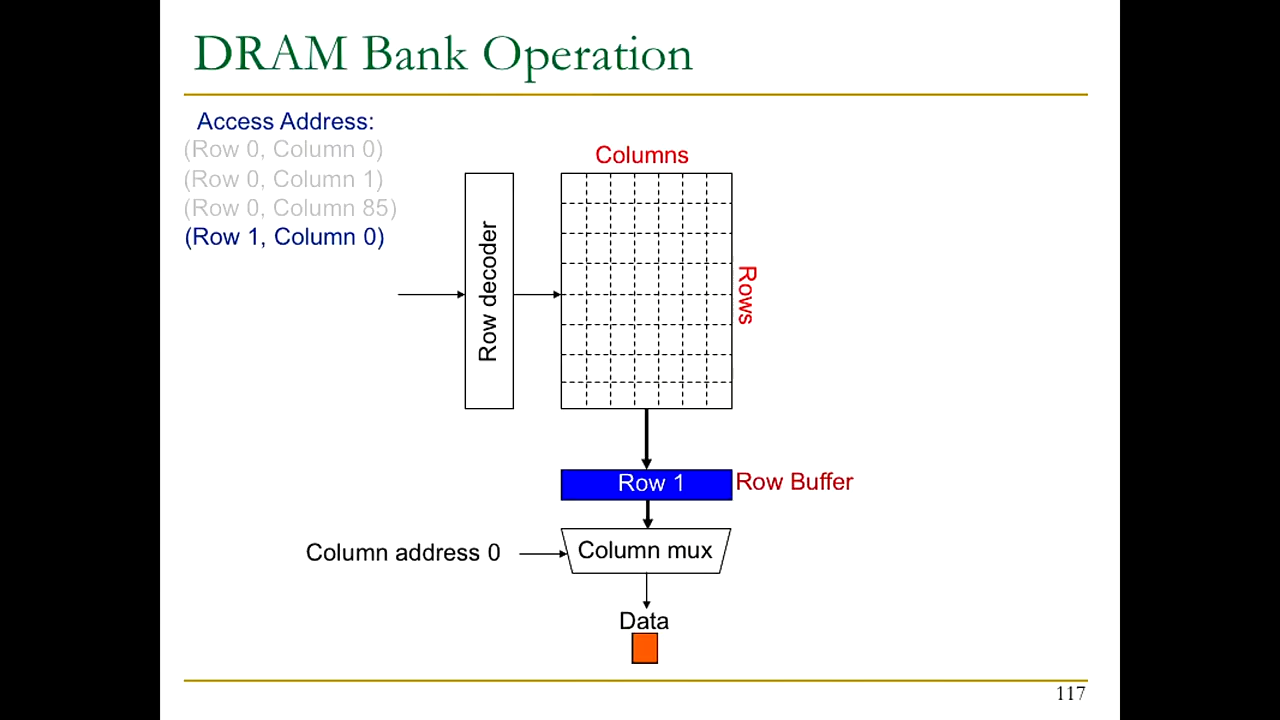 DRAM Bank Operation
Access Address:
(Row 0, Column 0)
(Row 0, Column 1)
(Row 0, Column 85)
(Row 1, Column 0)
Columns
Row decoder
Rows
Row 1
Row Buffer
Column address 0
Column mux
Data
117